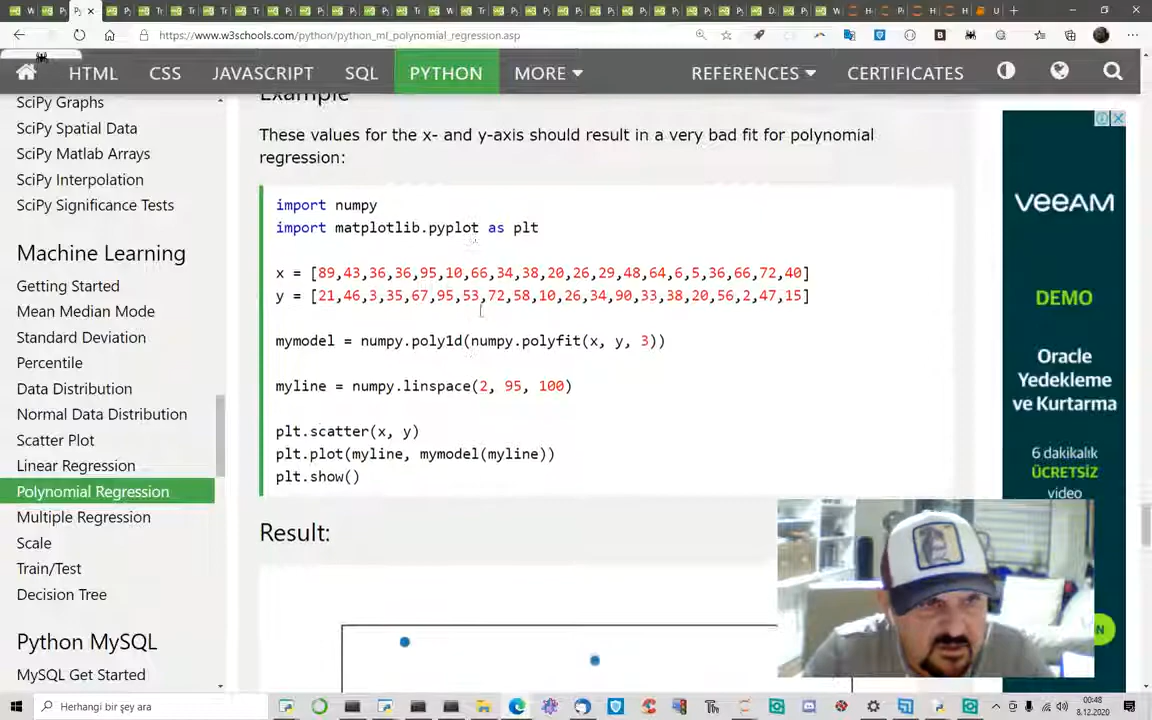 https://www.w3schools.com/python/python_ml_polynomial_regression.asp
HTML CSS JAVASCRIPT SQL PYTHON MORE REFERENCES CERTIFICATES
SciPy Graphs
SciPy Spatial Data
SciPy Matlab Arrays
SciPy Interpolation
SciPy Significance Tests
Machine Learning
Getting Started
Mean Median Mode
Standard Deviation
Percentile
Data Distribution
Normal Data Distribution
Scatter Plot
Linear Regression
Polynomial Regression
Multiple Regression
Scale
Train/Test
Decision Tree
Python MySQL
MySQL Get Started
Example
These values for the x- and y-axis should result in a very bad fit for polynomial
regression:
import numpy
import matplotlib.pyplot as plt
x = [89,43,36,36,95,10,66,34,38,20,26,29,48,64,6,5,36,66,72,40]
y = [21,46,3,35,67,95,53,72,58,10,26,34,90,33,38,20,56,2,47,15]
mymodel = numpy.poly1d(numpy.polyfit(x, y, 3))
myline = numpy.linspace(2, 95, 100)
plt.scatter(x, y)
plt.plot(myline, mymodel(myline))
plt.show()
Result:
VEEAM
DEMO
Oracle
Yedekleme
ve Kurtarma
6 dakikalık
ÜCRETSİZ
video
Herhangi bir şey ara
00:48
8.12.2020